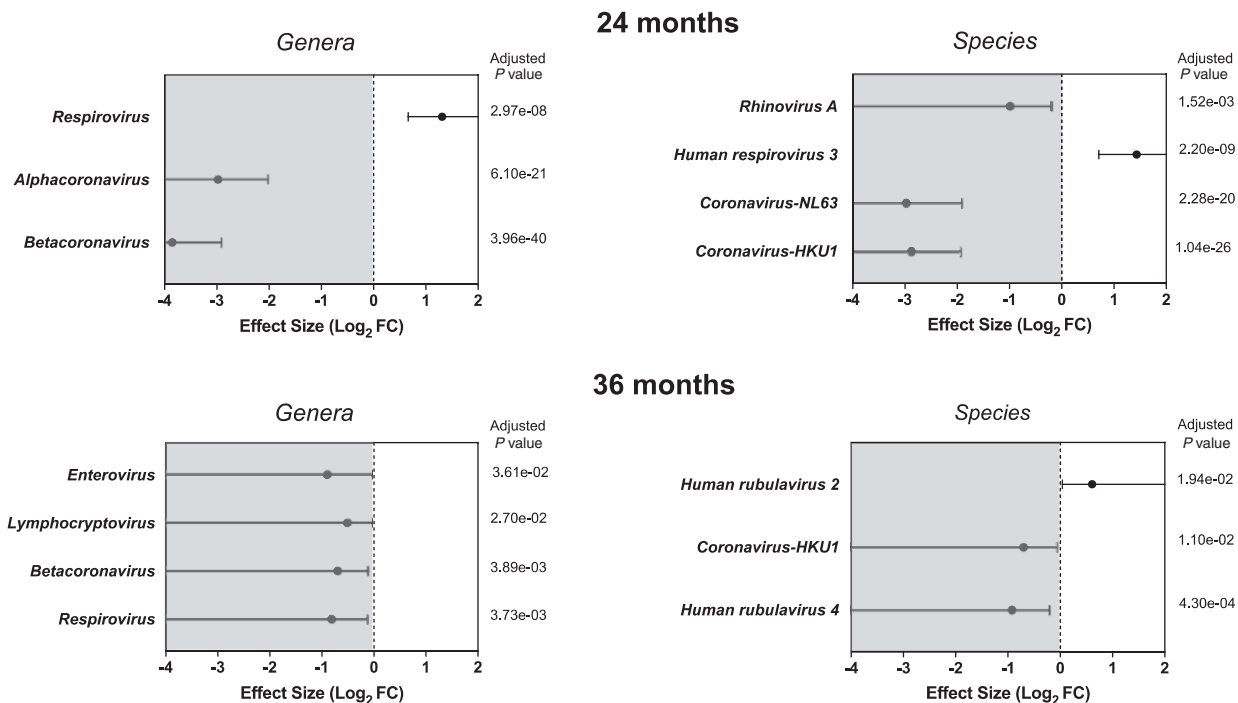 24 months
Genera
Adjusted
P value
Respirovirus
2.97e-08
Alphacoronavirus
6.10e-21
Betacoronavirus
3.96e-40
-4 -3 -2 -1 0 1 2
Effect Size (Log2 FC)
Species
Adjusted
P value
Rhinovirus A
1.52e-03
Human respirovirus 3
2.20e-09
Coronavirus-NL63
2.28e-20
Coronavirus-HKU1
1.04e-26
-4 -3 -2 -1 0 1 2
Effect Size (Log2 FC)
36 months
Genera
Adjusted
P value
Enterovirus
3.61e-02
Lymphocryptovirus
2.70e-02
Betacoronavirus
3.89e-03
Respirovirus
3.73e-03
-4 -3 -2 -1 0 1 2
Effect Size (Log2 FC)
Species
Adjusted
P value
Human rubulavirus 2
1.94e-02
Coronavirus-HKU1
1.10e-02
Human rubulavirus 4
4.30e-04
-4 -3 -2 -1 0 1 2
Effect Size (Log2 FC)